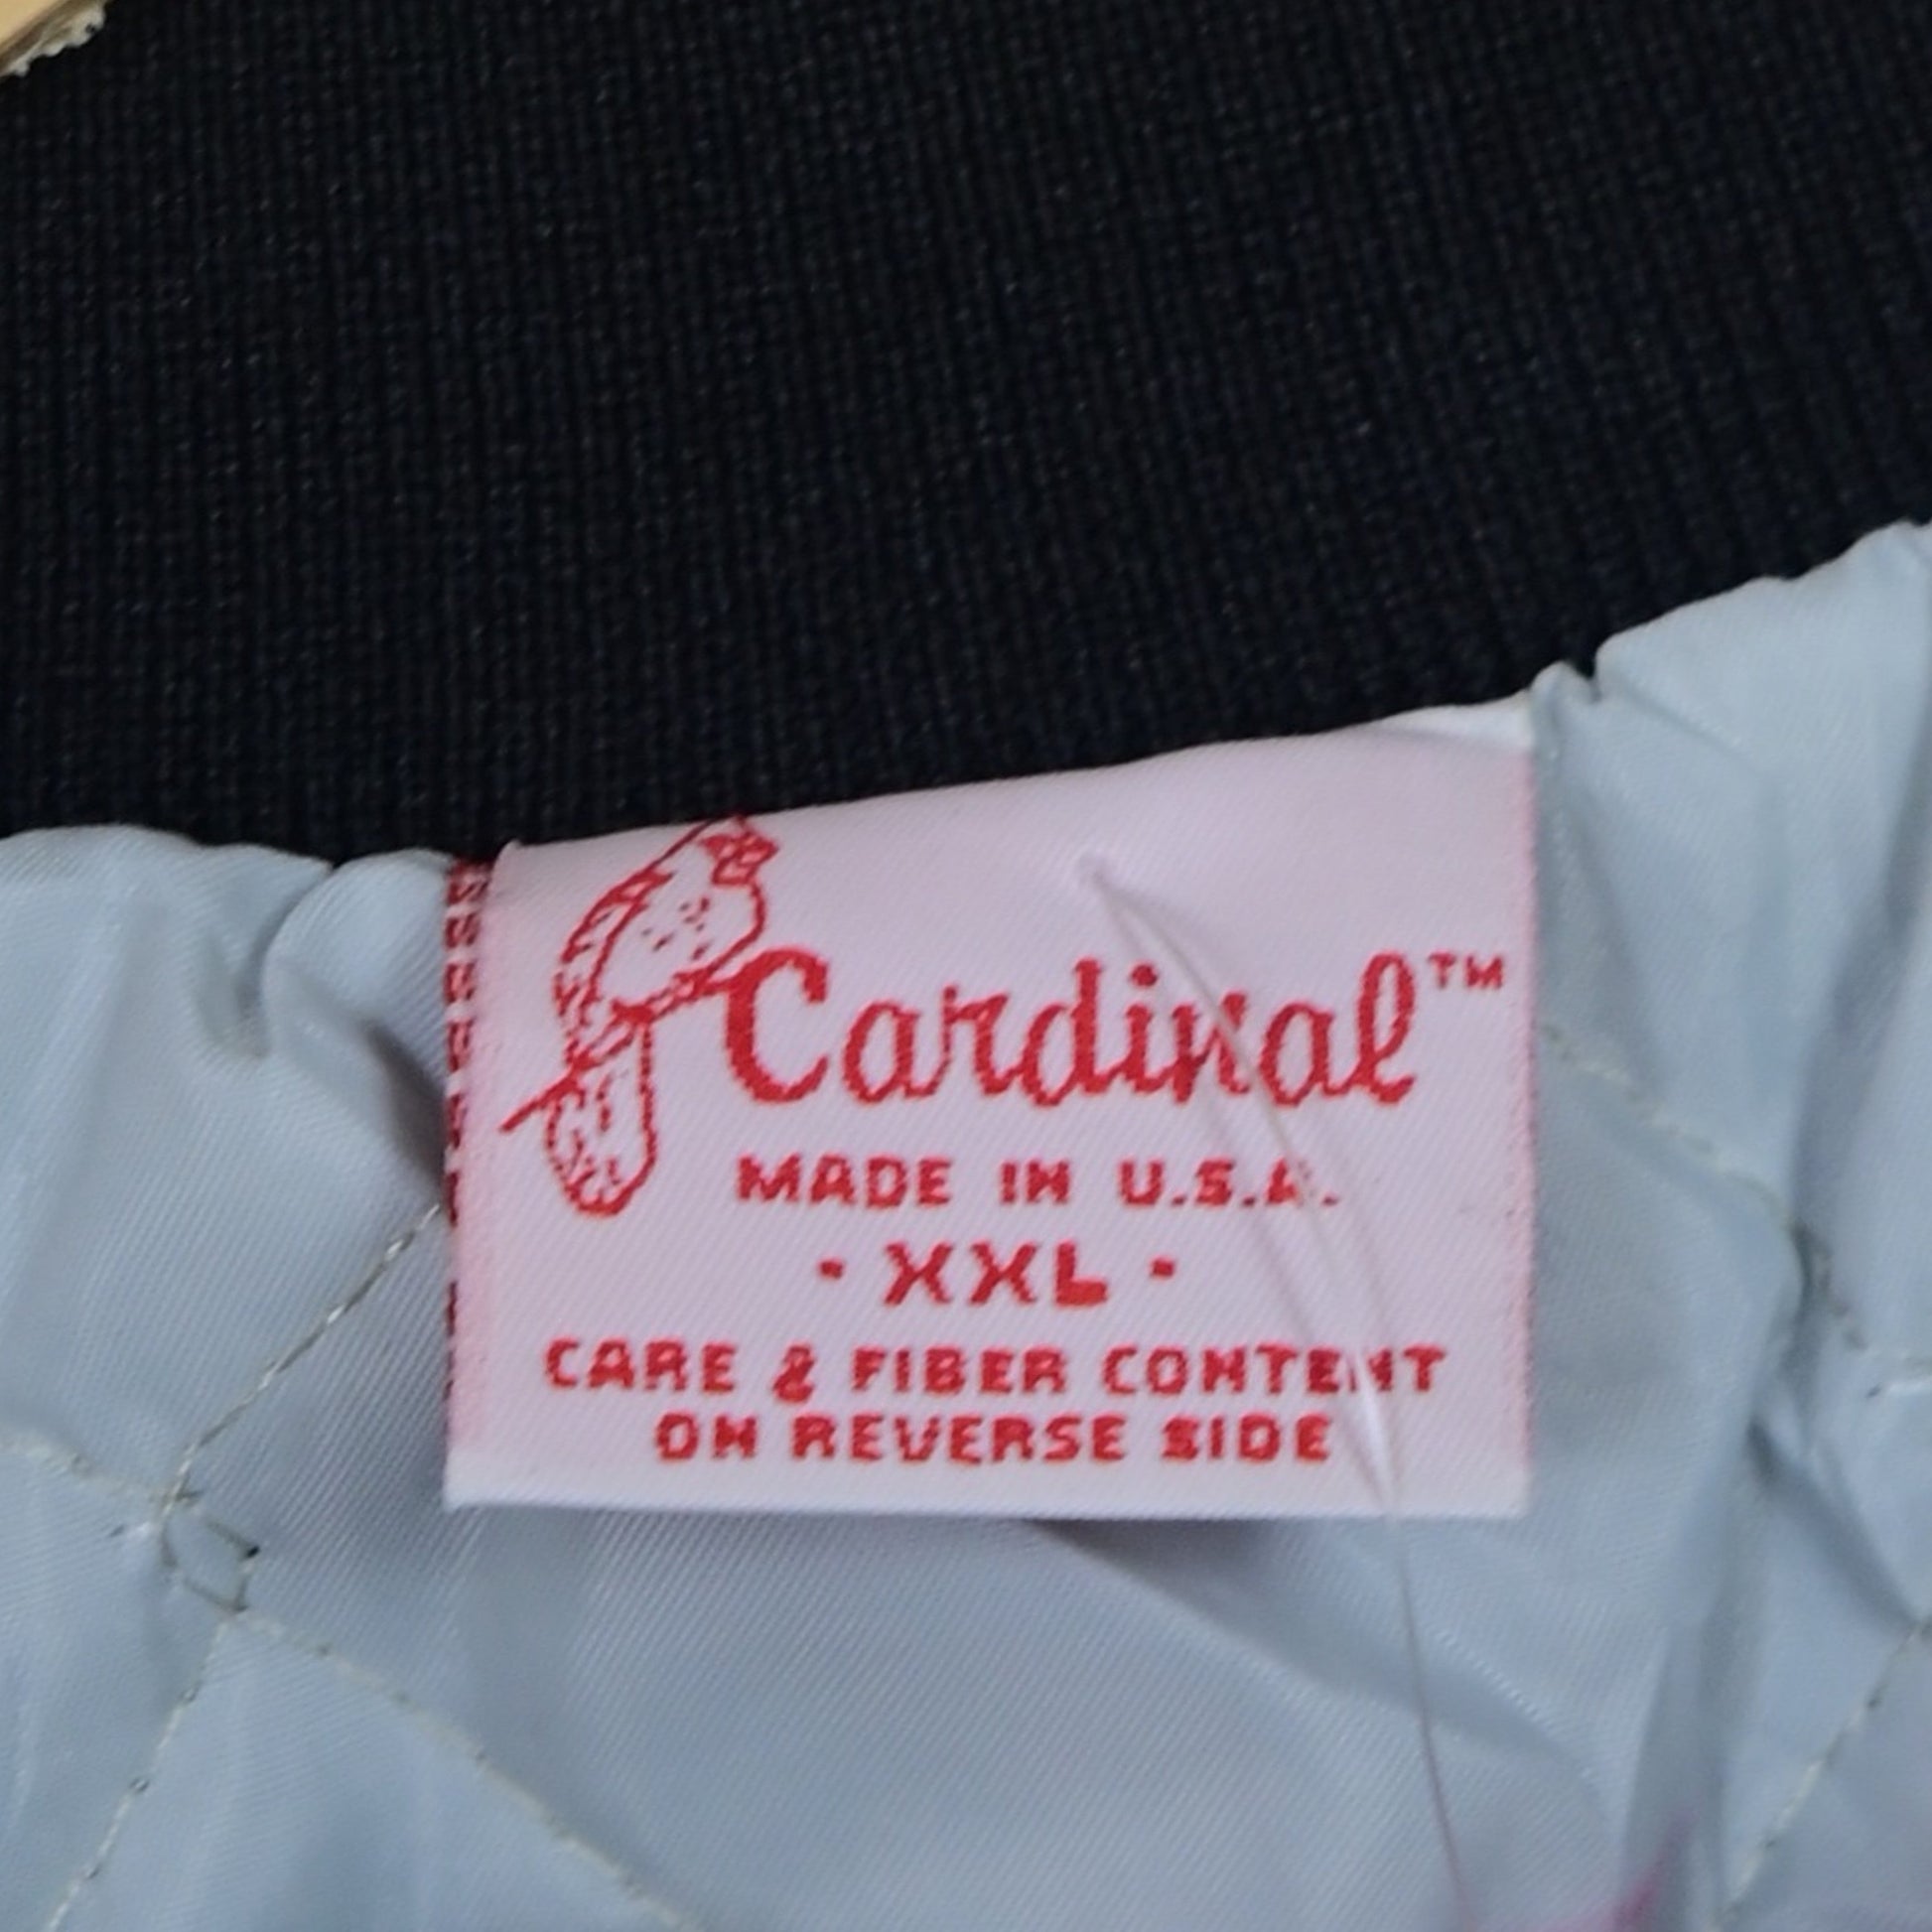 Cardinal™
MADE IN U.S.A.
- XXL -
CARE & FIBER CONTENT
ON REVERSE SIDE